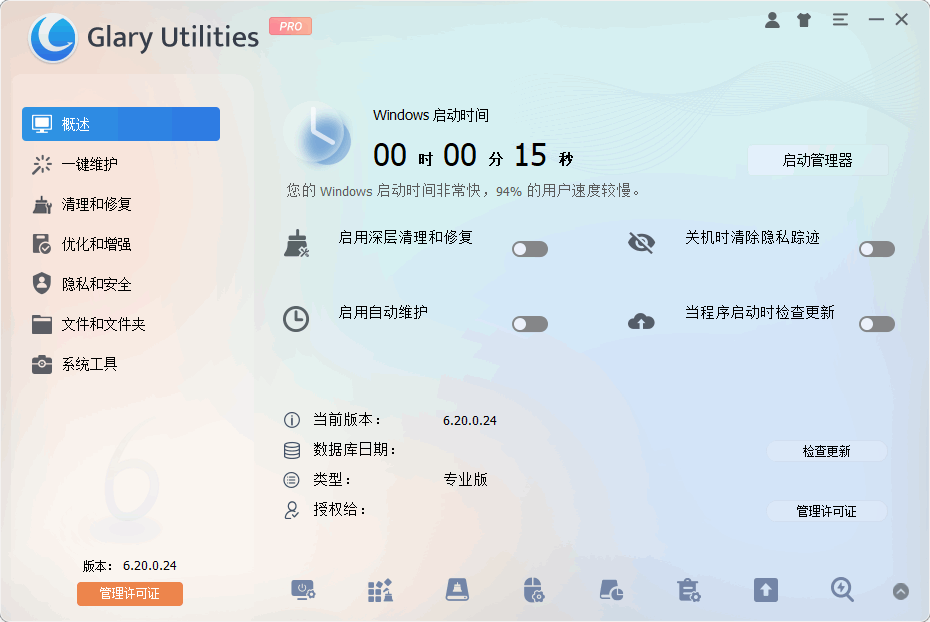 Glary Utilities PRO
概述
一键维护
清理和修复
优化和增强
隐私和安全
文件和文件夹
系统工具
6
版本： 6.20.0.24
管理许可证
Windows 启动时间
00 时 00 分 15 秒
启动管理器
您的 Windows 启动时间非常快，94% 的用户速度较慢。
启用深层清理和修复
关机时清除隐私踪迹
启用自动维护
当程序启动时检查更新
当前版本： 6.20.0.24
数据库日期：
检查更新
类型： 专业版
授权给：
管理许可证